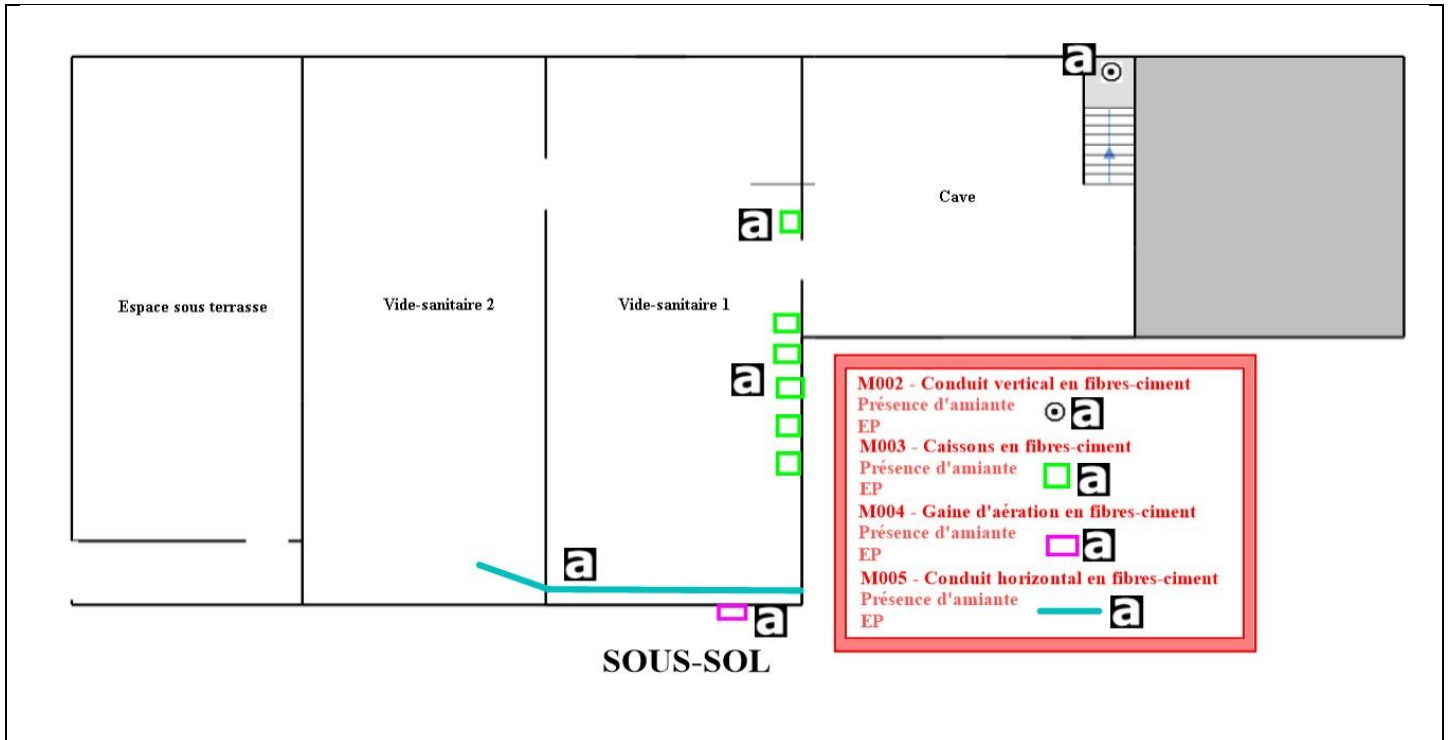 a
Cave
a
Espace sous terrasse
Vide-sanitaire 2
Vide-sanitaire 1
a
M002 - Conduit vertical en fibres-ciment
Présence d'amiante
EP
a
M003 - Caissons en fibres-ciment
Présence d'amiante
EP
a
M004 - Gaine d'aération en fibres-ciment
Présence d'amiante
EP
a
M005 - Conduit horizontal en fibres-ciment
Présence d'amiante
EP
a
a
a
SOUS-SOL